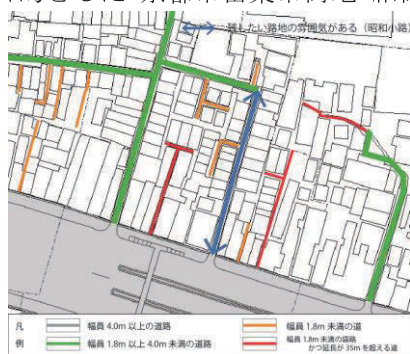 残したい路地の雰囲気がある（昭和小路）
凡例
幅員 4.0m 以上の道路
幅員 1.8m 以上 4.0m 未満の道路
幅員 1.8m 未満の道
幅員 1.8m 未満の袋路
かつ延長が 35m を超える道